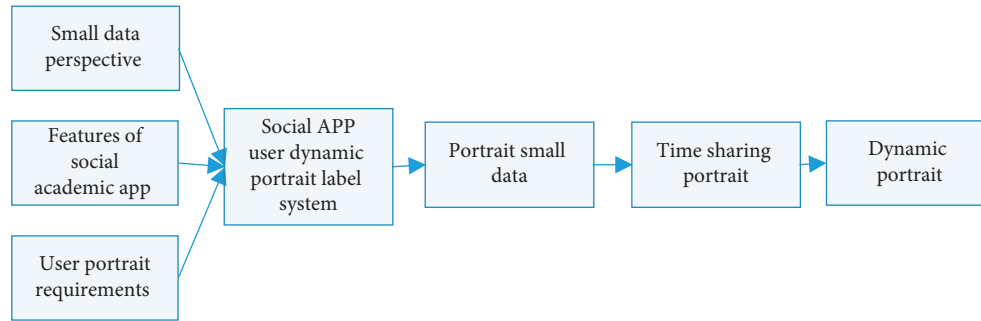 Small data
perspective
Features of
social
academic app
User portrait
requirements
Social APP
user dynamic
portrait label
system
Portrait small
data
Time sharing
portrait
Dynamic
portrait